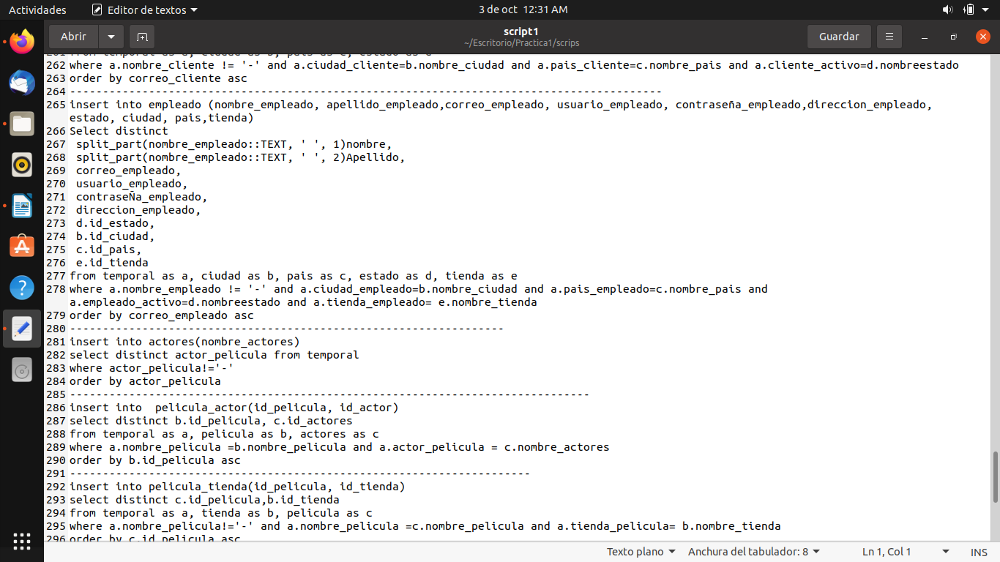 Actividades
Editor de textos
3 de oct 12:31 AM
Abrir
script1
~/Escritorio/Practica1/scrips
Guardar
261 from temporal as a, ciudad as b, pais as c, estado as d
262 where a.nombre_cliente != '-' and a.ciudad_cliente=b.nombre_ciudad and a.pais_cliente=c.nombre_pais and a.cliente_activo=d.nombreestado
263 order by correo_cliente asc
264 ------------------------------------------------------------------------------------------
265 insert into empleado (nombre_empleado, apellido_empleado,correo_empleado, usuario_empleado, contraseña_empleado,direccion_empleado,
estado, ciudad, pais,tienda)
266 Select distinct
267 split_part(nombre_empleado::TEXT, ' ', 1)nombre,
268 split_part(nombre_empleado::TEXT, ' ', 2)Apellido,
269 correo_empleado,
270 usuario_empleado,
271 contraseÑa_empleado,
272 direccion_empleado,
273 d.id_estado,
274 b.id_ciudad,
275 c.id_pais,
276 e.id_tienda
277 from temporal as a, ciudad as b, pais as c, estado as d, tienda as e
278 where a.nombre_empleado != '-' and a.ciudad_empleado=b.nombre_ciudad and a.pais_empleado=c.nombre_pais and
a.empleado_activo=d.nombreestado and a.tienda_empleado= e.nombre_tienda
279 order by correo_empleado asc
280 ------------------------------------------------------------------
281 insert into actores(nombre_actores)
282 select distinct actor_pelicula from temporal
283 where actor_pelicula!='-'
284 order by actor_pelicula
285 -------------------------------------------------------------------------------
286 insert into  pelicula_actor(id_pelicula, id_actor)
287 select distinct b.id_pelicula, c.id_actores
288 from temporal as a, pelicula as b, actores as c
289 where a.nombre_pelicula =b.nombre_pelicula and a.actor_pelicula = c.nombre_actores
290 order by b.id_pelicula asc
291 ----------------------------------------------------------------------
292 insert into pelicula_tienda(id_pelicula, id_tienda)
293 select distinct c.id_pelicula,b.id_tienda
294 from temporal as a, tienda as b, pelicula as c
295 where a.nombre_pelicula!='-' and a.nombre_pelicula =c.nombre_pelicula and a.tienda_pelicula= b.nombre_tienda
296 order by c.id_pelicula asc
Texto plano
Anchura del tabulador: 8
Ln 1, Col 1
INS